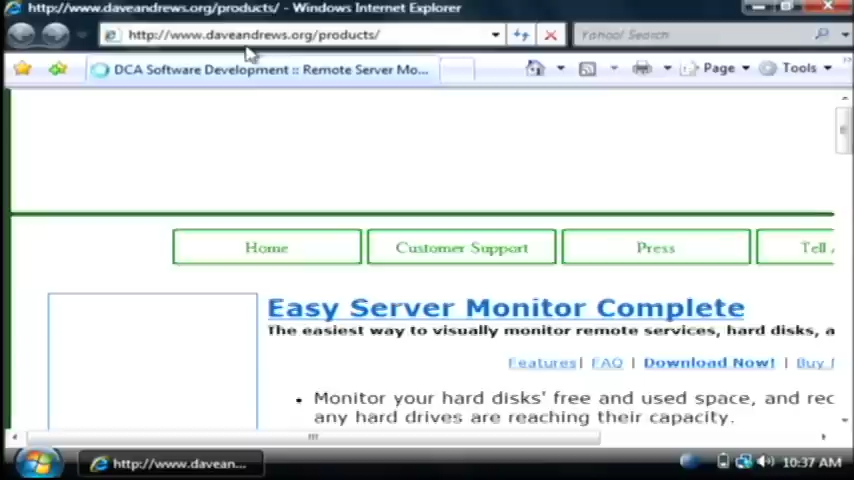 http://www.daveandrews.org/products/ - Windows Internet Explorer
http://www.daveandrews.org/products/
Yahoo! Search
DCA Software Development :: Remote Server Mo...
Page
Tools
Home
Customer Support
Press
Tell
Easy Server Monitor Complete
The easiest way to visually monitor remote services, hard disks, a
Features | FAQ | Download Now! | Buy
Monitor your hard disks' free and used space, and rec
any hard drives are reaching their capacity.
http://www.davean...
10:37 AM